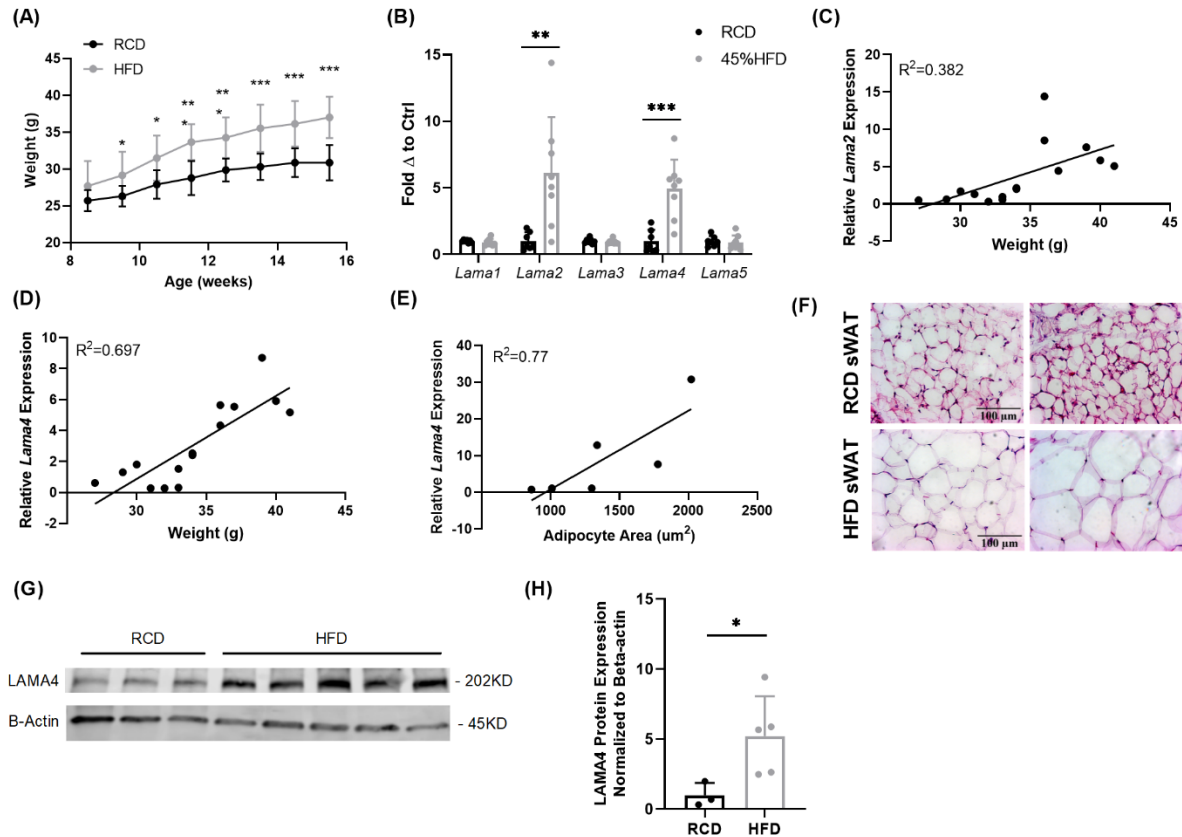 (A)
RCD
HFD
Weight (g)
45
40
35
30
25
20
8
10
12
14
16
Age (weeks)
*
*
**
*
**
*
***
***
***
(B)
RCD
45%HFD
Fold Δ to Ctrl
15
10
5
0
**
***
Lama1
Lama2
Lama3
Lama4
Lama5
(C)
R²=0.382
Relative Lama2 Expression
20
15
10
5
0
-5
30
35
40
45
Weight (g)
(D)
R²=0.697
Relative Lama4 Expression
10
8
6
4
2
0
-2
30
35
40
45
Weight (g)
(E)
R²=0.77
Relative Lama4 Expression
40
30
20
10
0
-10
1000
1500
2000
2500
Adipocyte Area (um²)
(F)
RCD sWAT
100 µm
HFD sWAT
100 µm
(G)
RCD
HFD
LAMA4
- 202KD
B-Actin
- 45KD
(H)
LAMA4 Protein Expression
Normalized to Beta-actin
15
10
5
0
*
RCD
HFD